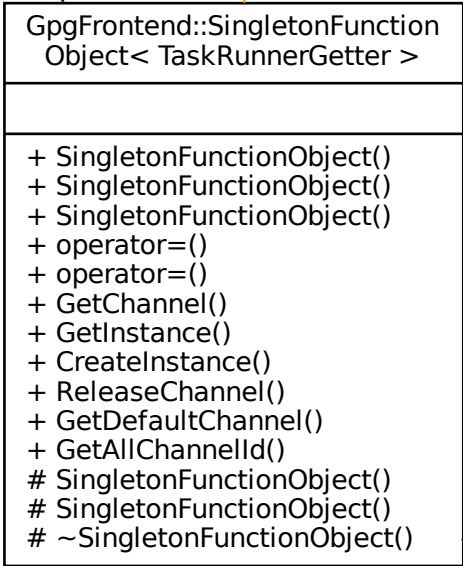 GpgFrontend::SingletonFunction
Object< TaskRunnerGetter >
+ SingletonFunctionObject()
+ SingletonFunctionObject()
+ SingletonFunctionObject()
+ operator=()
+ operator=()
+ GetChannel()
+ GetInstance()
+ CreateInstance()
+ ReleaseChannel()
+ GetDefaultChannel()
+ GetAllChannelId()
# SingletonFunctionObject()
# SingletonFunctionObject()
# ~SingletonFunctionObject()